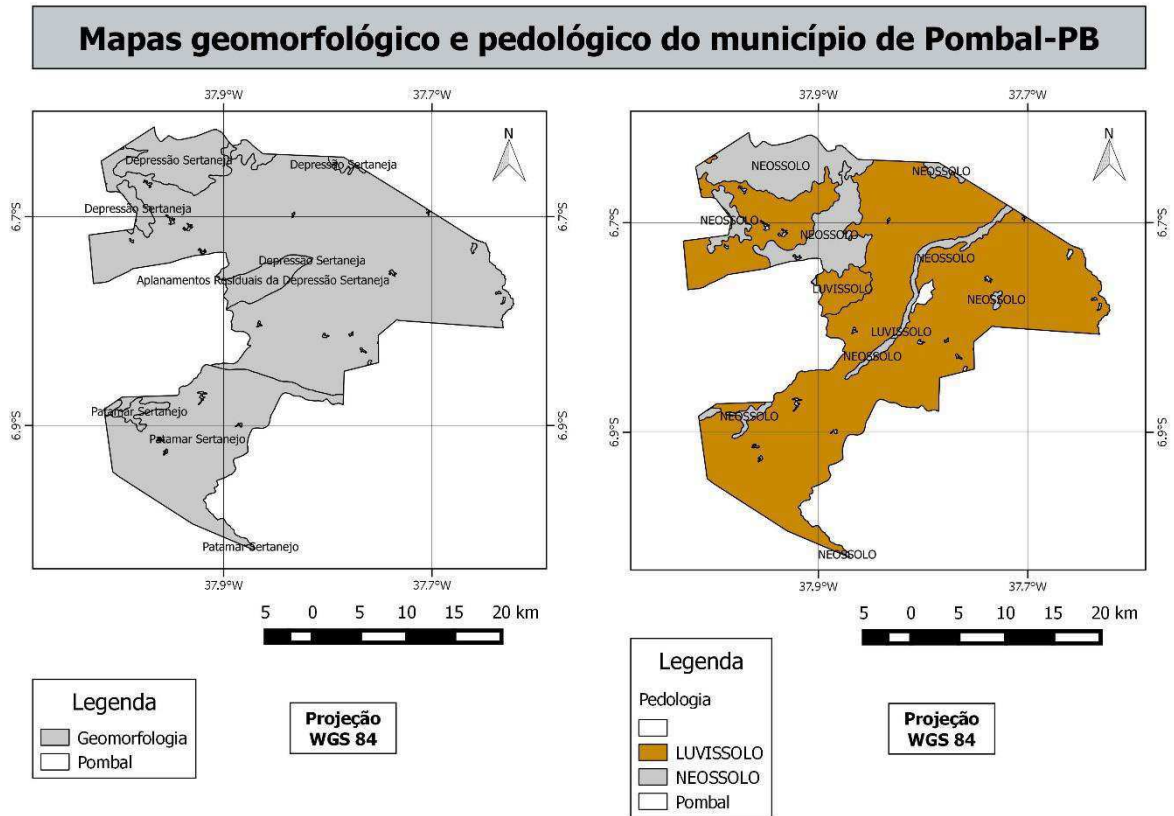 Mapas geomorfológico e pedológico do município de Pombal-PB
37.9°W 37.7°W
N
Depressão Sertaneja
Depressão Sertaneja
6.7°S
Depressão Sertaneja
Depressão Sertaneja
Aplanamentos Residuais da Depressão Sertaneja
6.9°S
Patamar Sertanejo
Patamar Sertanejo
Patamar Sertanejo
37.9°W 37.7°W
5 0 5 10 15 20 km
Legenda
Geomorfologia
Pombal
Projeção
WGS 84
37.9°W 37.7°W
N
NEOSSOLO
NEOSSOLO
6.7°S
6.7°S
NEOSSOLO
NEOSSOLO
NEOSSOLO
LUVISSOLO
NEOSSOLO
LUVISSOLO
NEOSSOLO
6.9°S
NEOSSOLO
6.9°S
NEOSSOLO
37.9°W 37.7°W
5 0 5 10 15 20 km
Legenda
Pedologia
LUVISSOLO
NEOSSOLO
Pombal
Projeção
WGS 84